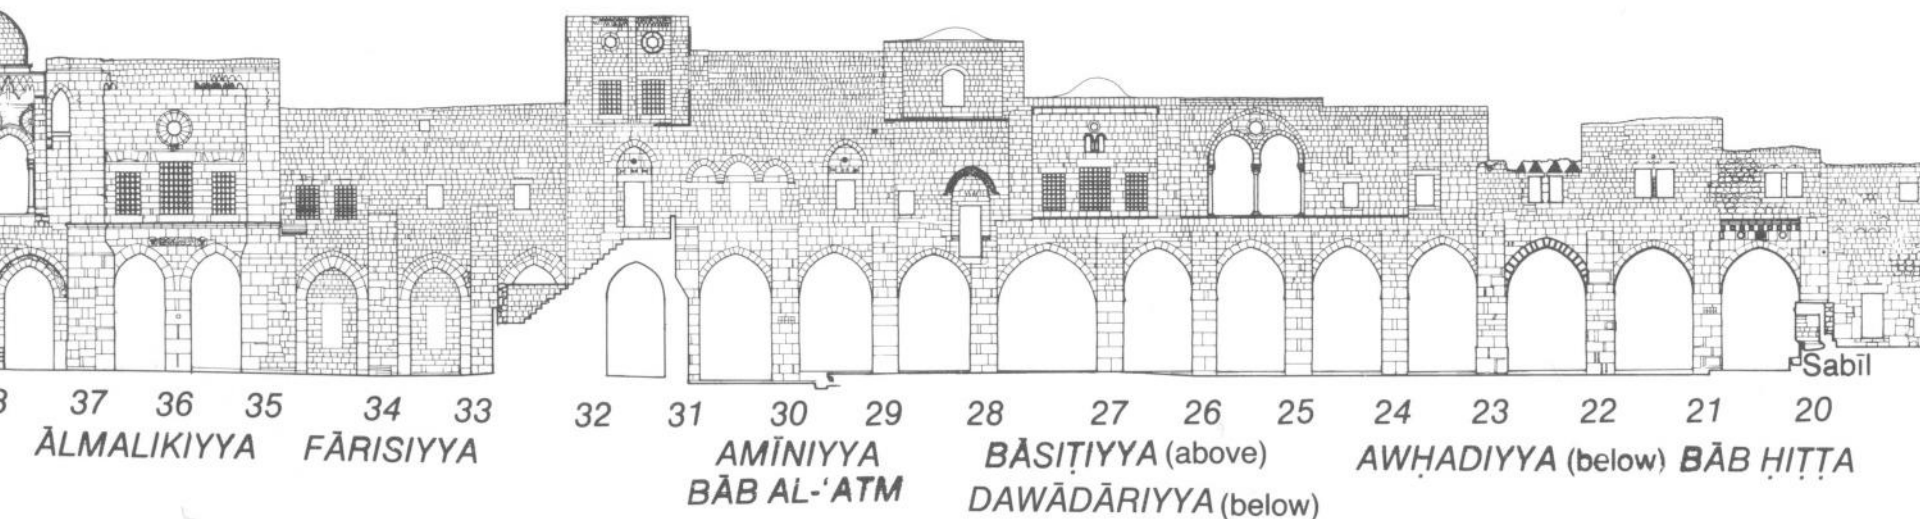 Sabīl
8 37 36 35 34 33 32 31 30 29 28 27 26 25 24 23 22 21 20
ĀLMALIKIYYA FĀRISIYYA AMĪNIYYA BĀSIṬIYYA (above) AWḤADIYYA (below) BĀB ḤIṬṬA
BĀB AL-‘ATM DAWĀDĀRIYYA (below)